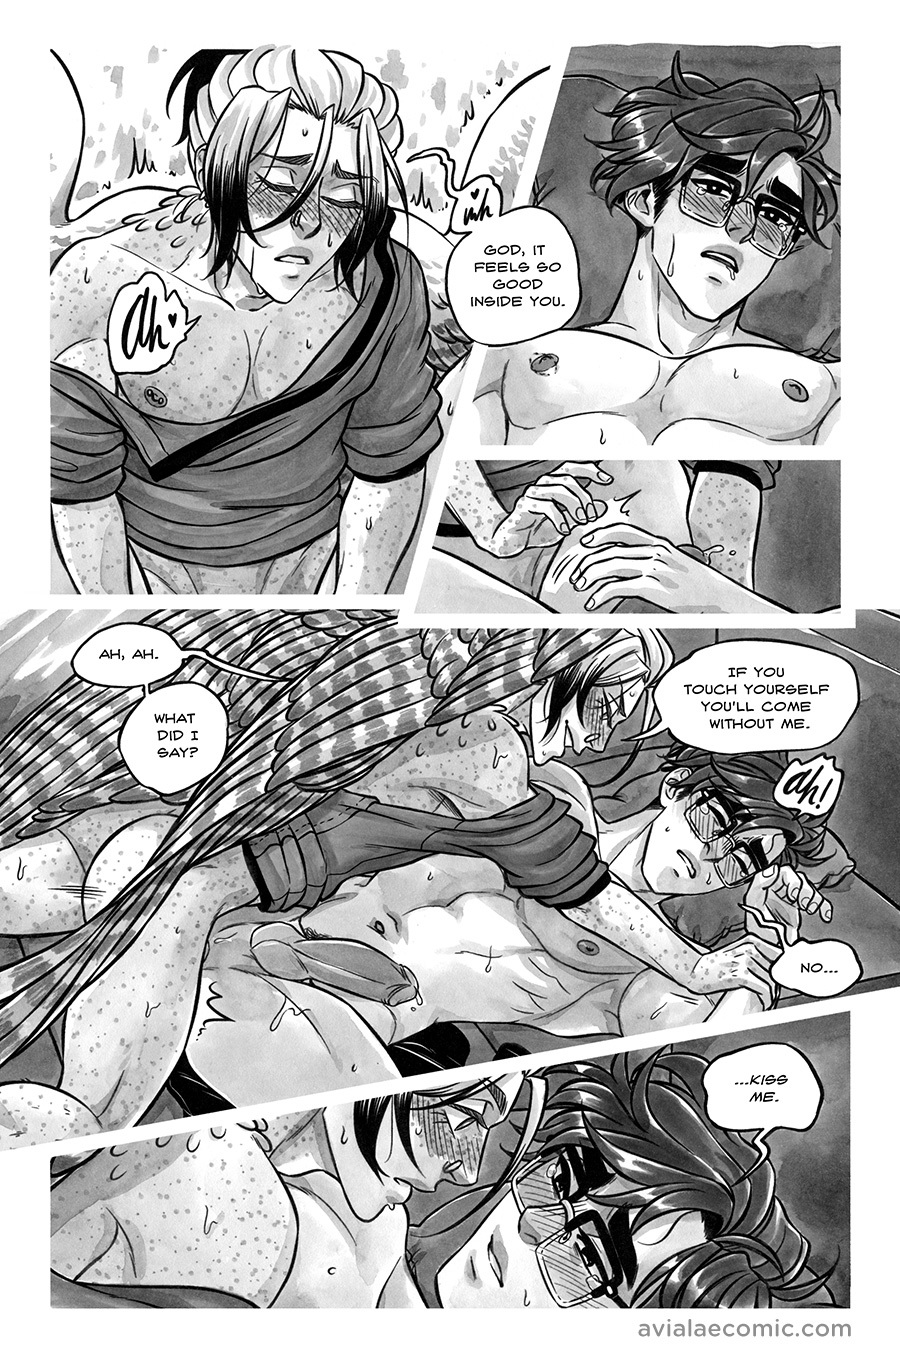 uhh
GOD, IT
FEELS SO
GOOD
INSIDE YOU.
Ah
AH, AH.
WHAT
DID I
SAY?
IF YOU
TOUCH YOURSELF
YOU'LL COME
WITHOUT ME.
Ah!
NO...
...KISS
ME.
avialaecomic.com